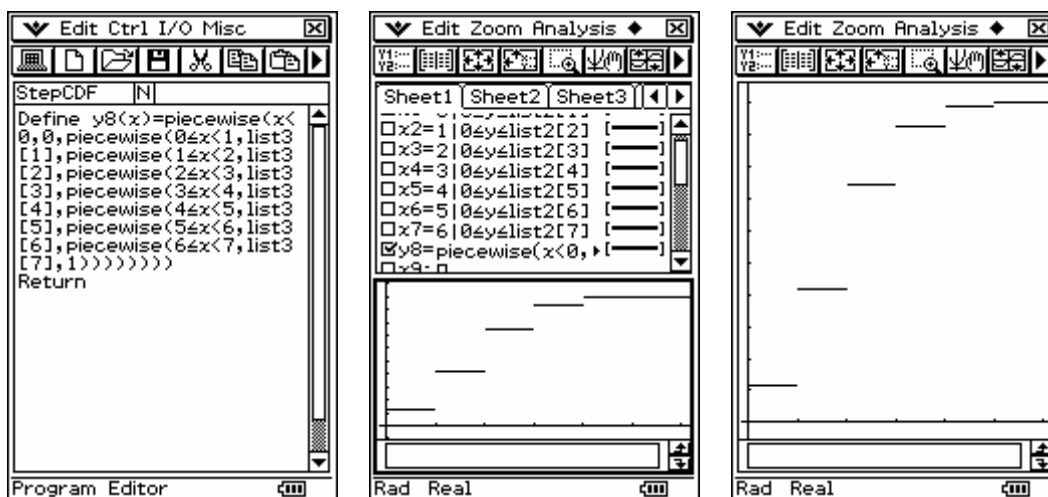 Edit Ctrl I/O Misc
StepCDF N
Define y8(x)=piecewise(x<
0,0,piecewise(0≤x<1,list3
[1],piecewise(1≤x<2,list3
[2],piecewise(2≤x<3,list3
[3],piecewise(3≤x<4,list3
[4],piecewise(4≤x<5,list3
[5],piecewise(5≤x<6,list3
[6],piecewise(6≤x<7,list3
[7],1))))))))
Return
Program Editor
Edit Zoom Analysis ◆
Sheet1 Sheet2 Sheet3
x2=1|0≤y≤list2[2] [—]
x3=2|0≤y≤list2[3] [—]
x4=3|0≤y≤list2[4] [—]
x5=4|0≤y≤list2[5] [—]
x6=5|0≤y≤list2[6] [—]
x7=6|0≤y≤list2[7] [—]
y8=piecewise(x<0, [—]
Rad Real
Edit Zoom Analysis ◆
Rad Real